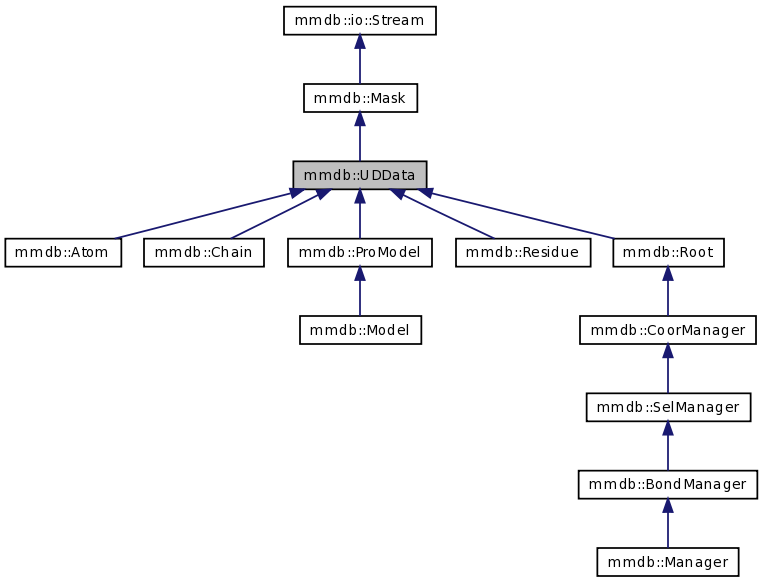 mmdb::io::Stream
mmdb::Mask
mmdb::UDData
mmdb::Atom
mmdb::Chain
mmdb::ProModel
mmdb::Residue
mmdb::Root
mmdb::Model
mmdb::CoorManager
mmdb::SelManager
mmdb::BondManager
mmdb::Manager